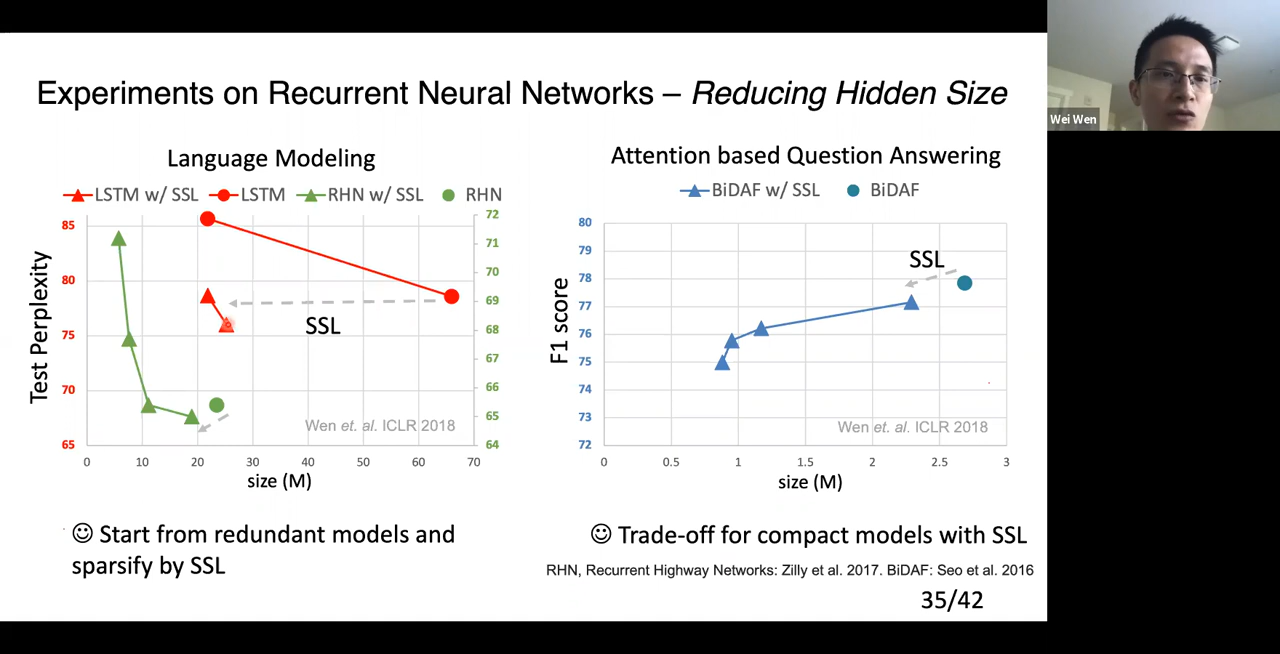 Experiments on Recurrent Neural Networks – Reducing Hidden Size
Wei Wen
Language Modeling
LSTM w/ SSL LSTM RHN w/ SSL RHN
85
80
75
70
65
Test Perplexity
72
71
70
69
68
67
66
65
64
SSL
Wen et. al. ICLR 2018
0 10 20 30 40 50 60 70
size (M)
☺ Start from redundant models and
sparsify by SSL
Attention based Question Answering
BiDAF w/ SSL BiDAF
80
79
78
77
76
75
74
73
72
F1 score
SSL
Wen et. al. ICLR 2018
0 0.5 1 1.5 2 2.5 3
size (M)
☺ Trade-off for compact models with SSL
RHN, Recurrent Highway Networks: Zilly et al. 2017. BiDAF: Seo et al. 2016
35/42